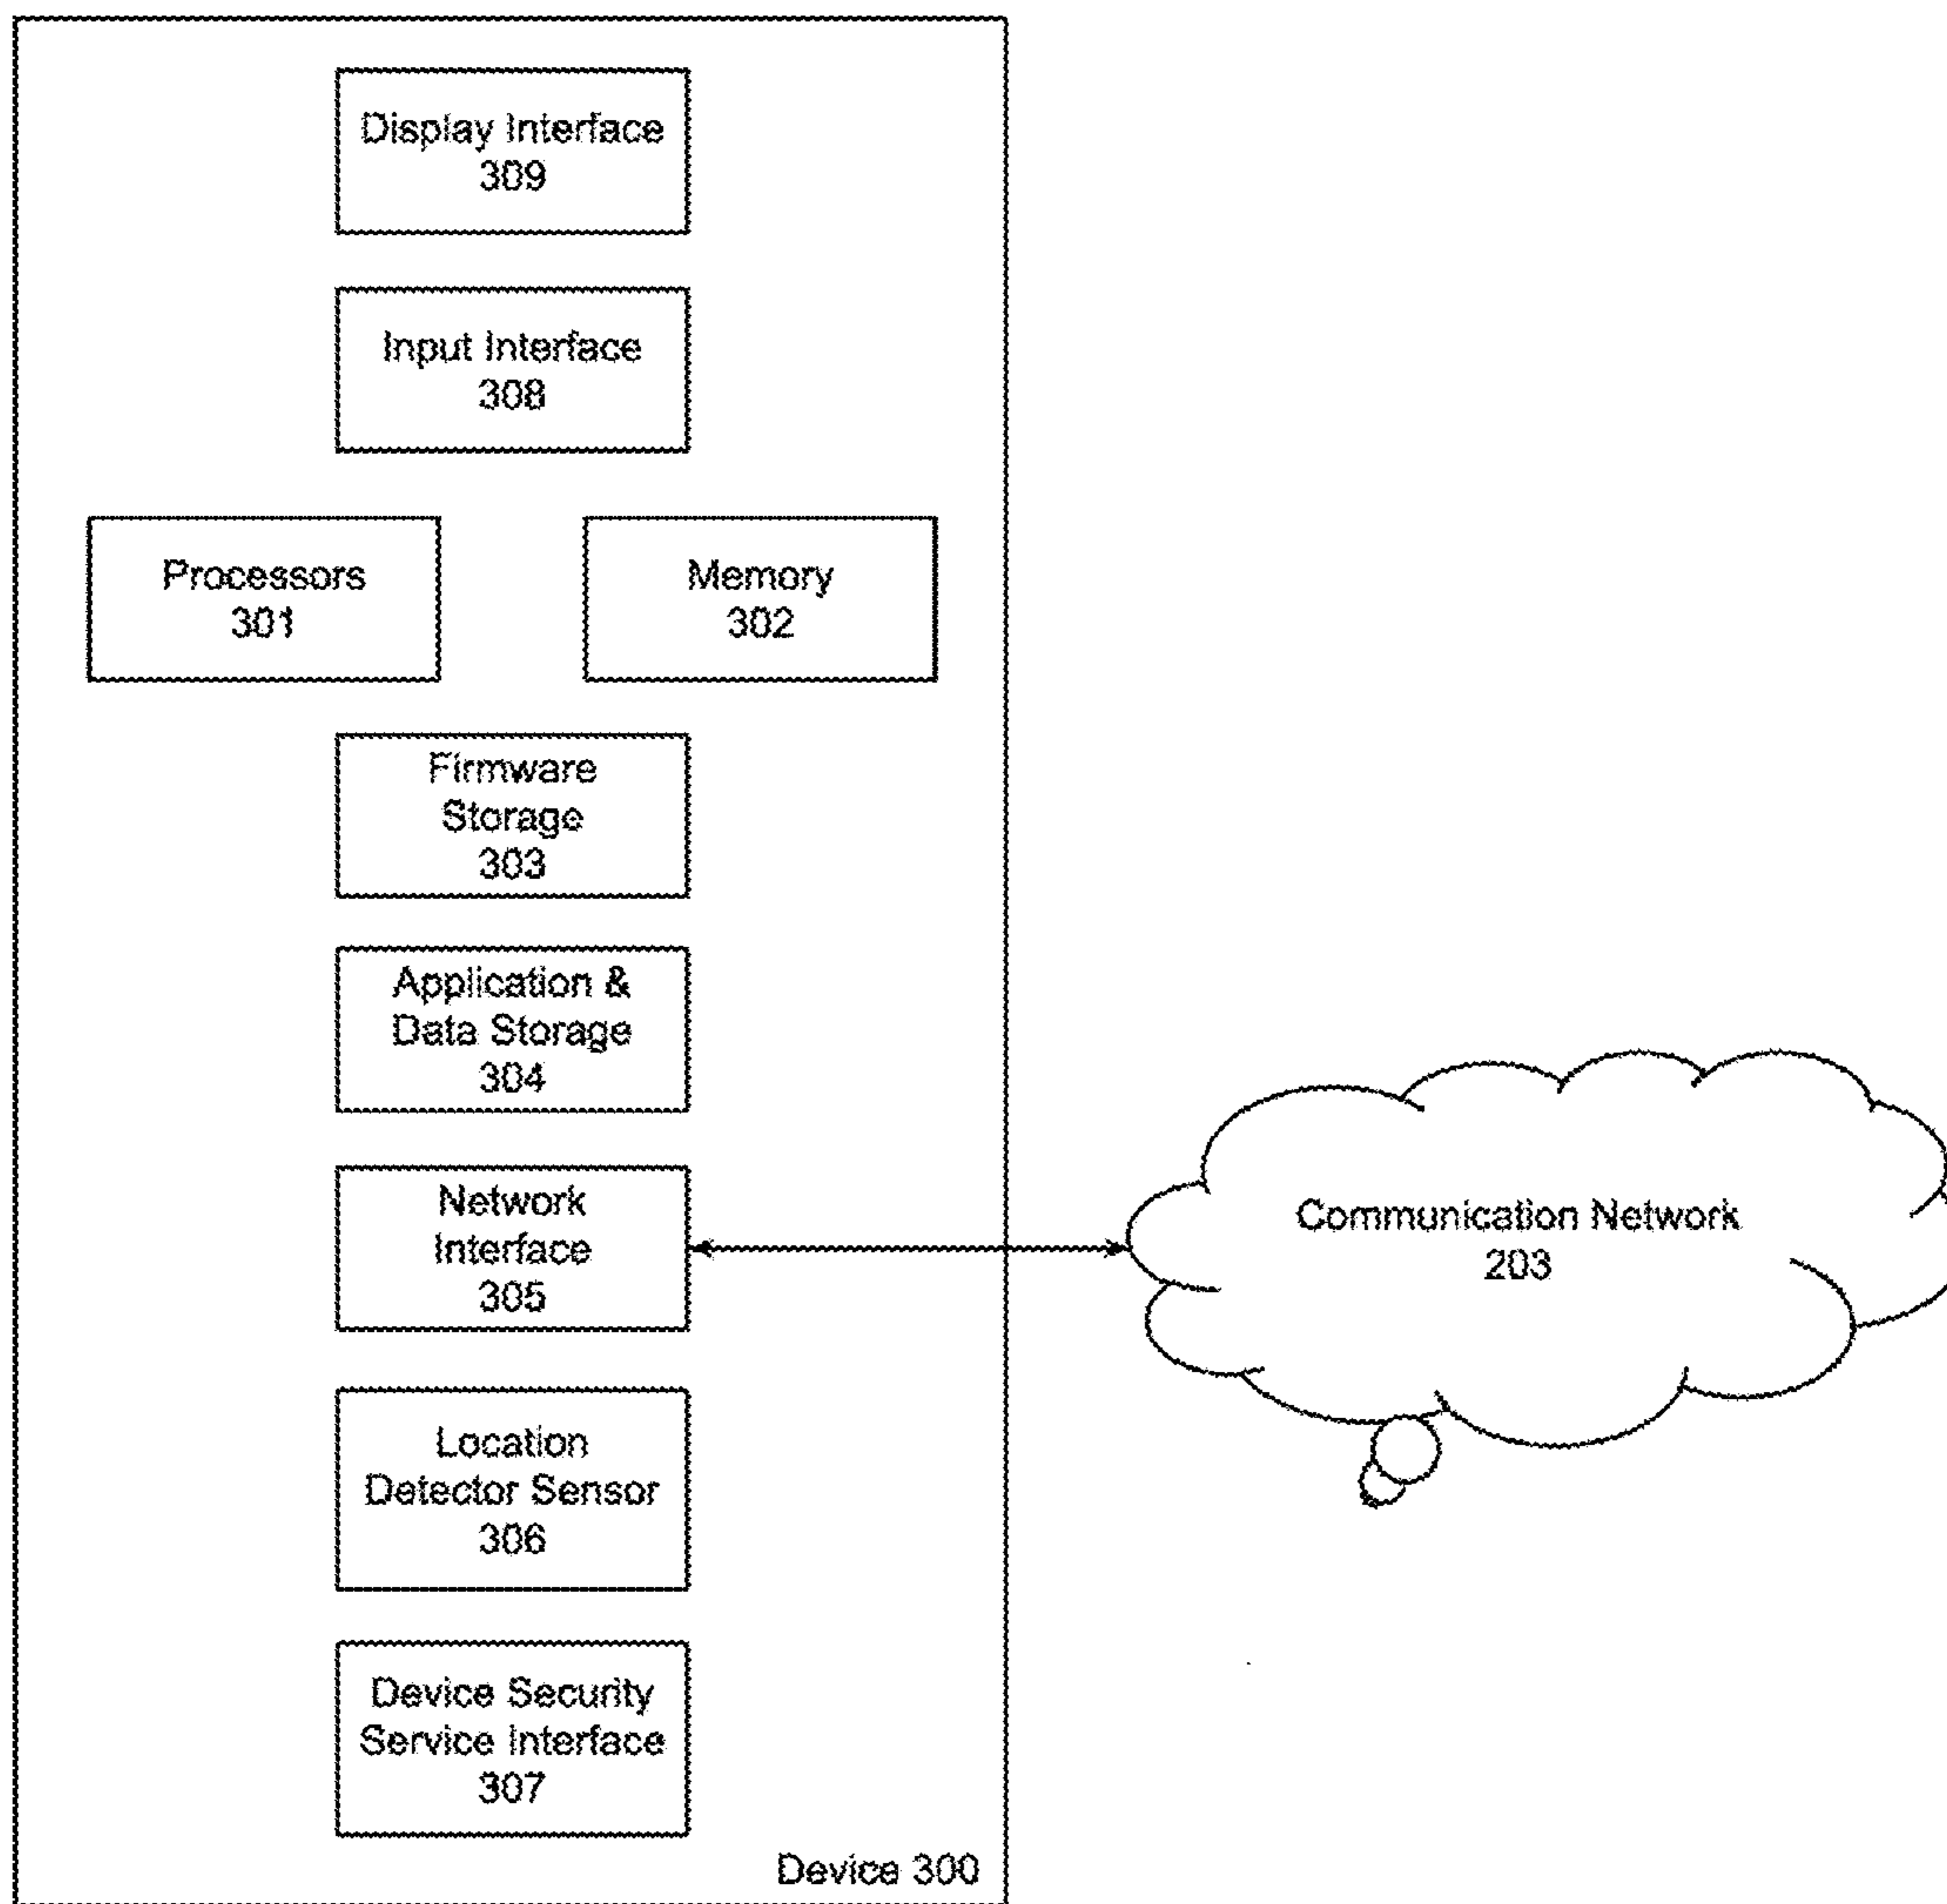 Display Interface
309
Input Interface
308
Processors
301
Memory
302
Firmware
Storage
303
Application &
Data Storage
304
Network
Interface
305
Communication Network
203
Location
Detector Sensor
306
Device Security
Service Interface
307
Device 300